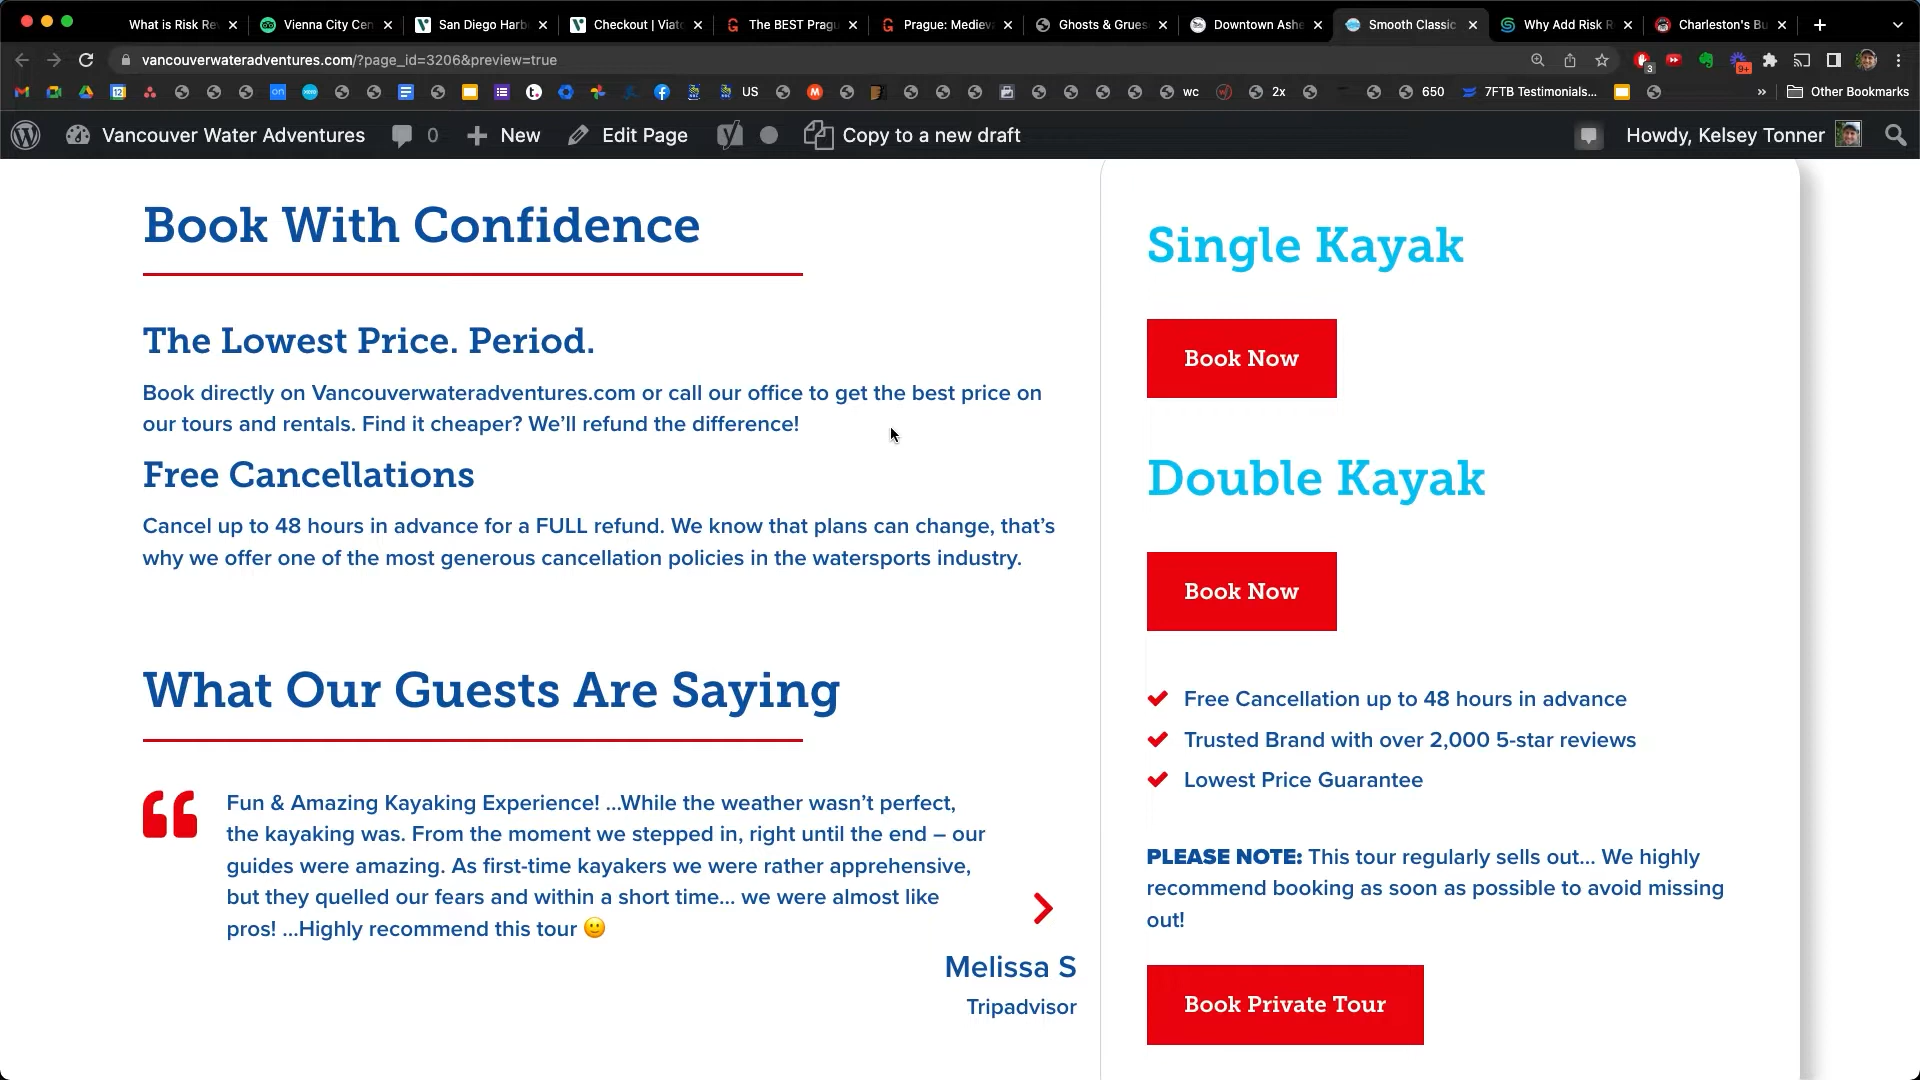 What is Risk Re
Vienna City Cen
San Diego Harb
Checkout | Viat
The BEST Prag
Prague: Mediev
Ghosts & Grues
Downtown Ashe
Smooth Classic
Why Add Risk R
Charleston's Bu
vancouverwateradventures.com/?page_id=3206&preview=true
3
9+
12
on
xero
US
wc
2x
650
7FTB Testimonials...
»
Other Bookmarks
Vancouver Water Adventures
0
New
Edit Page
Copy to a new draft
Howdy, Kelsey Tonner
Book With Confidence
The Lowest Price. Period.
Book directly on Vancouverwateradventures.com or call our office to get the best price on
our tours and rentals. Find it cheaper? We'll refund the difference!
Free Cancellations
Cancel up to 48 hours in advance for a FULL refund. We know that plans can change, that's
why we offer one of the most generous cancellation policies in the watersports industry.
What Our Guests Are Saying
Fun & Amazing Kayaking Experience! ...While the weather wasn't perfect,
the kayaking was. From the moment we stepped in, right until the end – our
guides were amazing. As first-time kayakers we were rather apprehensive,
but they quelled our fears and within a short time... we were almost like
pros! ...Highly recommend this tour 🙂
Melissa S
Tripadvisor
Single Kayak
Book Now
Double Kayak
Book Now
Free Cancellation up to 48 hours in advance
Trusted Brand with over 2,000 5-star reviews
Lowest Price Guarantee
PLEASE NOTE: This tour regularly sells out... We highly
recommend booking as soon as possible to avoid missing
out!
Book Private Tour